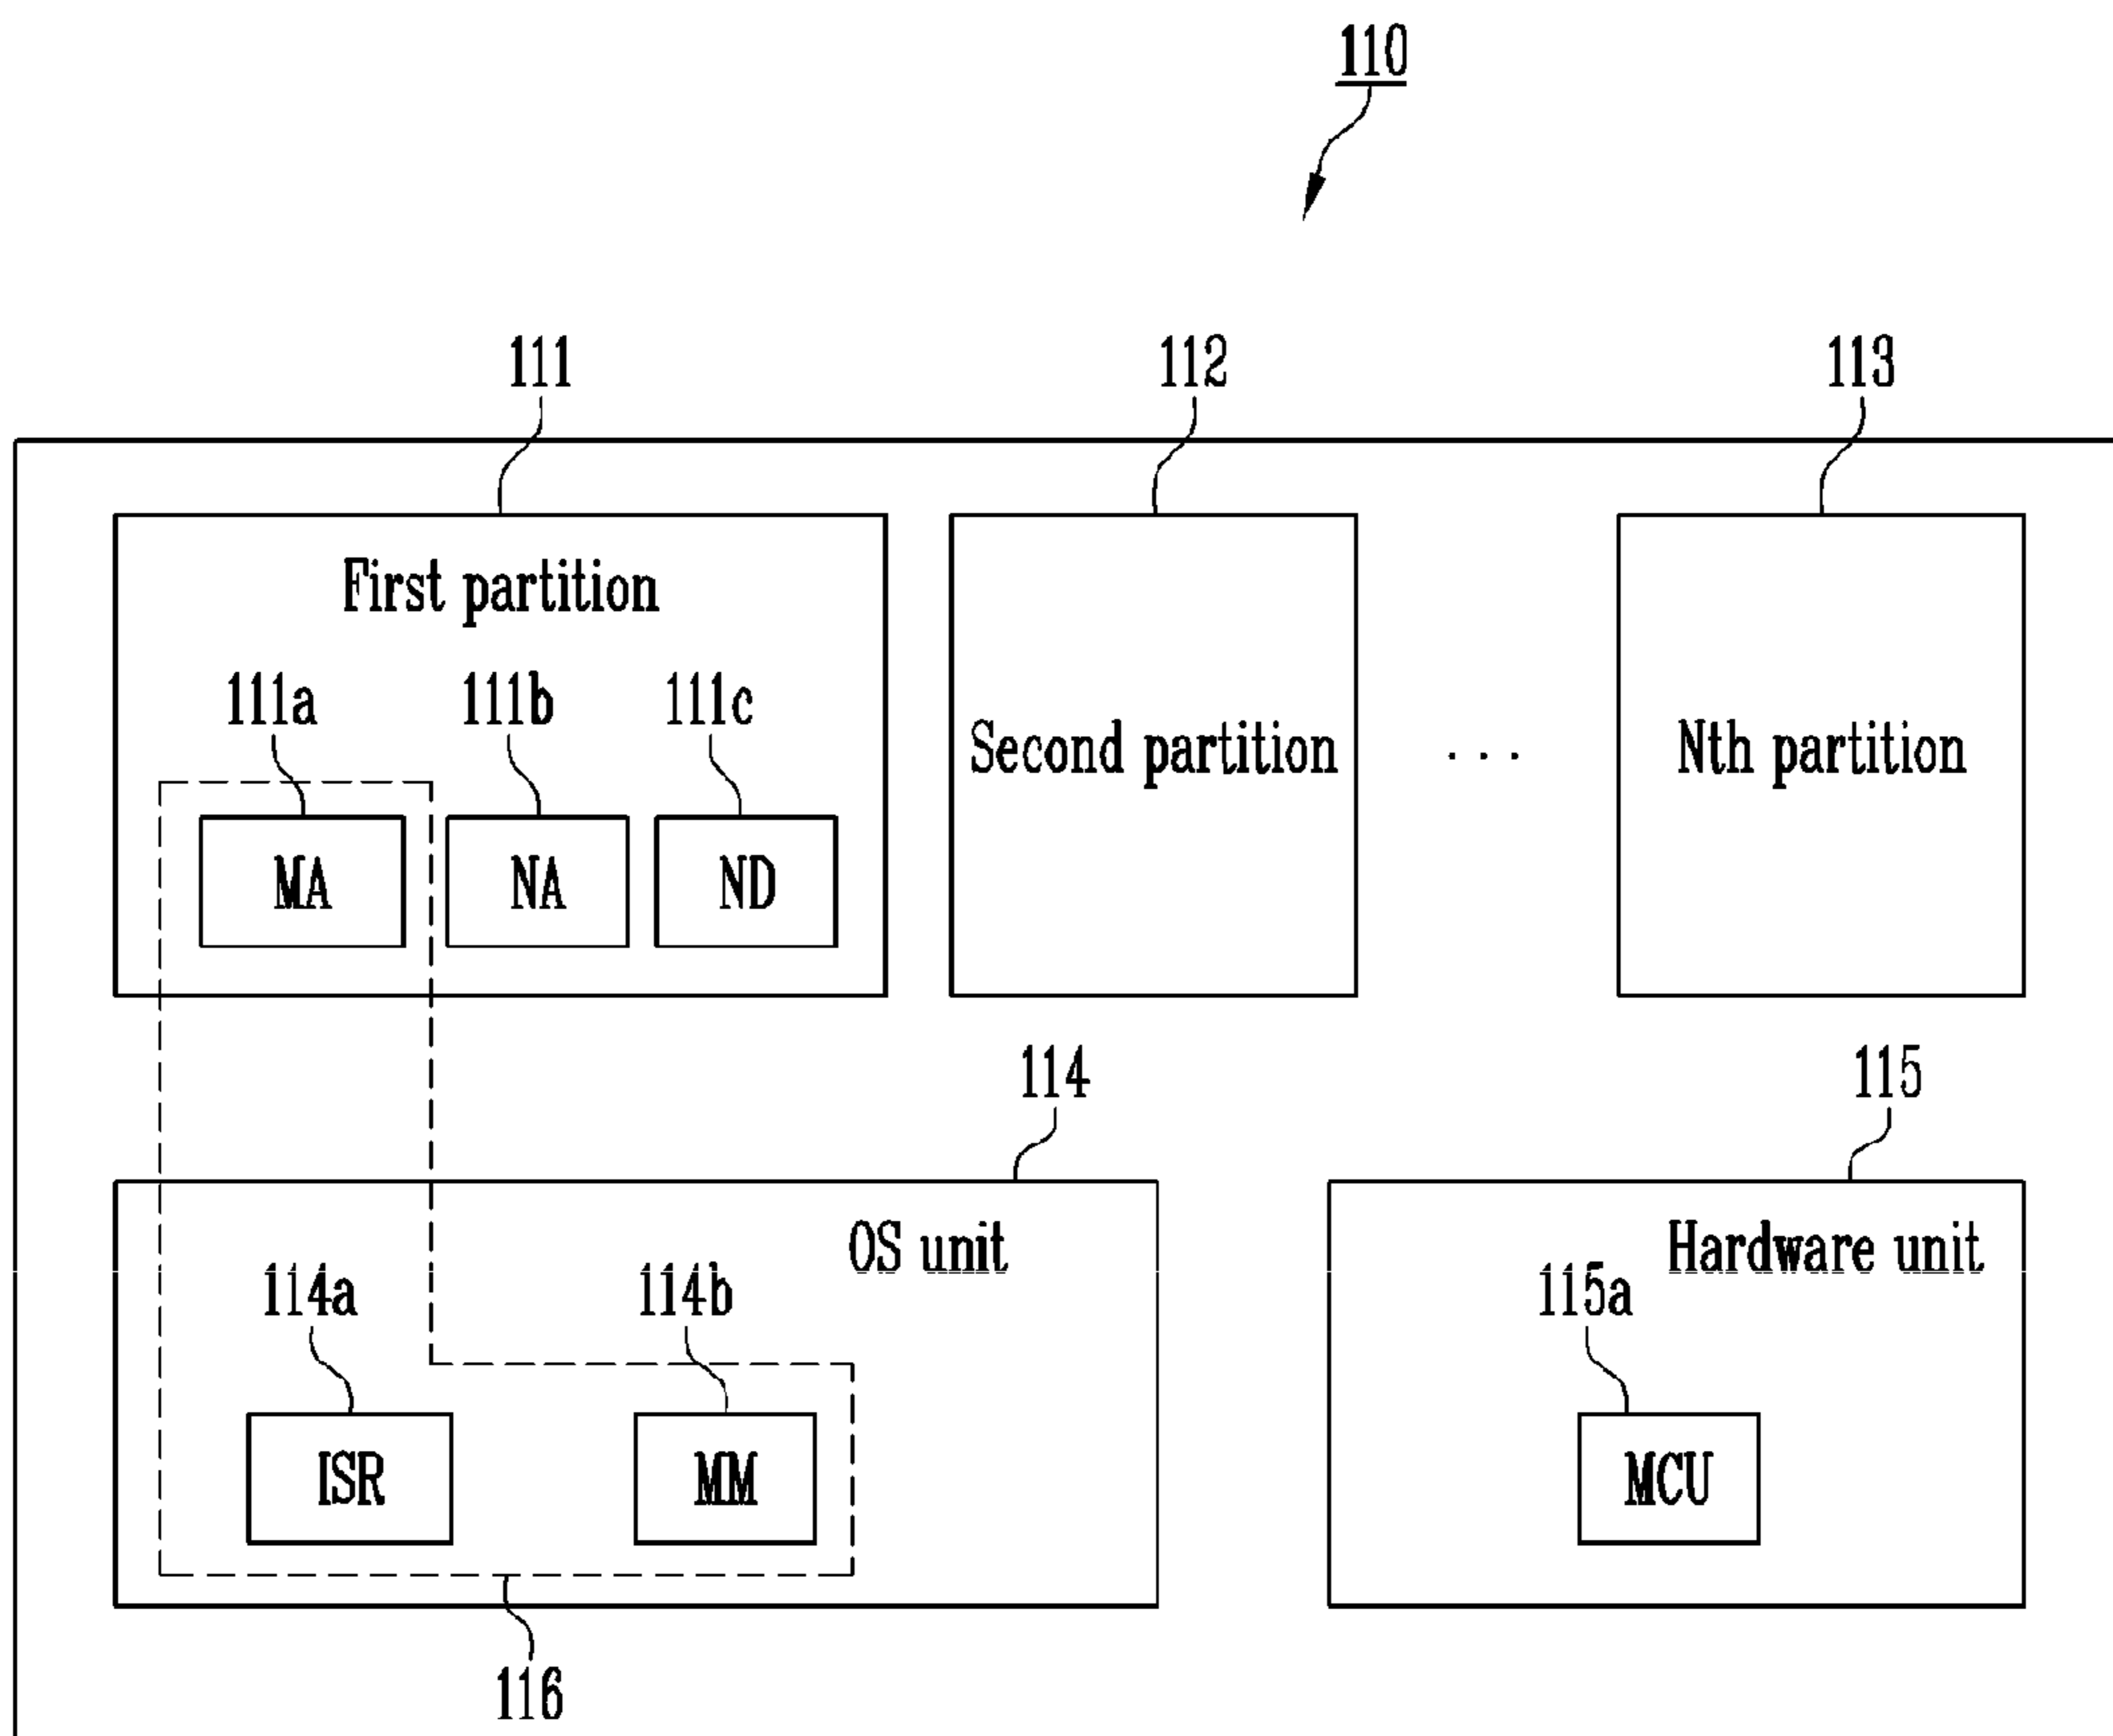 110
111
112
113
First partition
111a
111b
111c
Second partition
. . .
Nth partition
MA
NA
ND
114
115
OS unit
Hardware unit
114a
114b
115a
ISR
MM
MCU
116